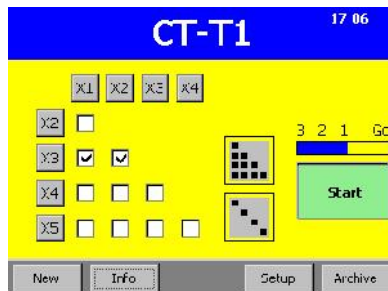 CT-T1
17 06
X1 X2 X3 X4
X2
X3
X4
X5
3 2 1 Go
Start
New Info Setup Archive